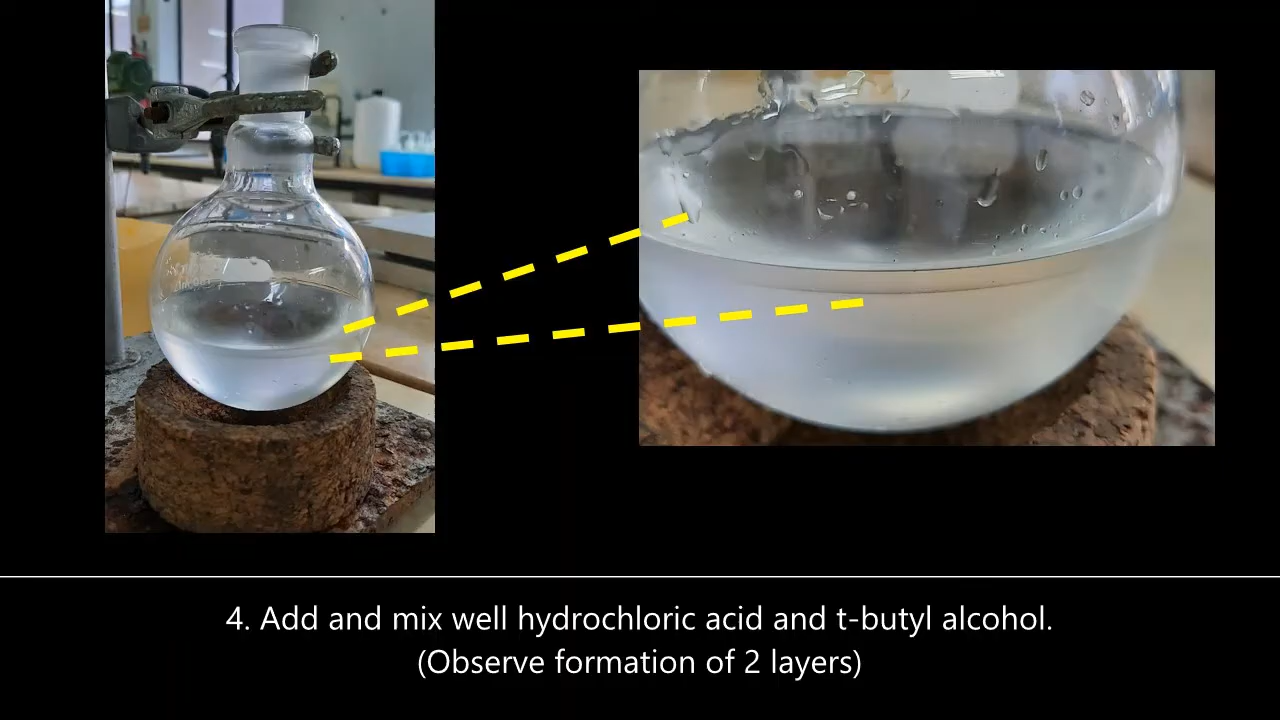 4. Add and mix well hydrochloric acid and t-butyl alcohol.
(Observe formation of 2 layers)